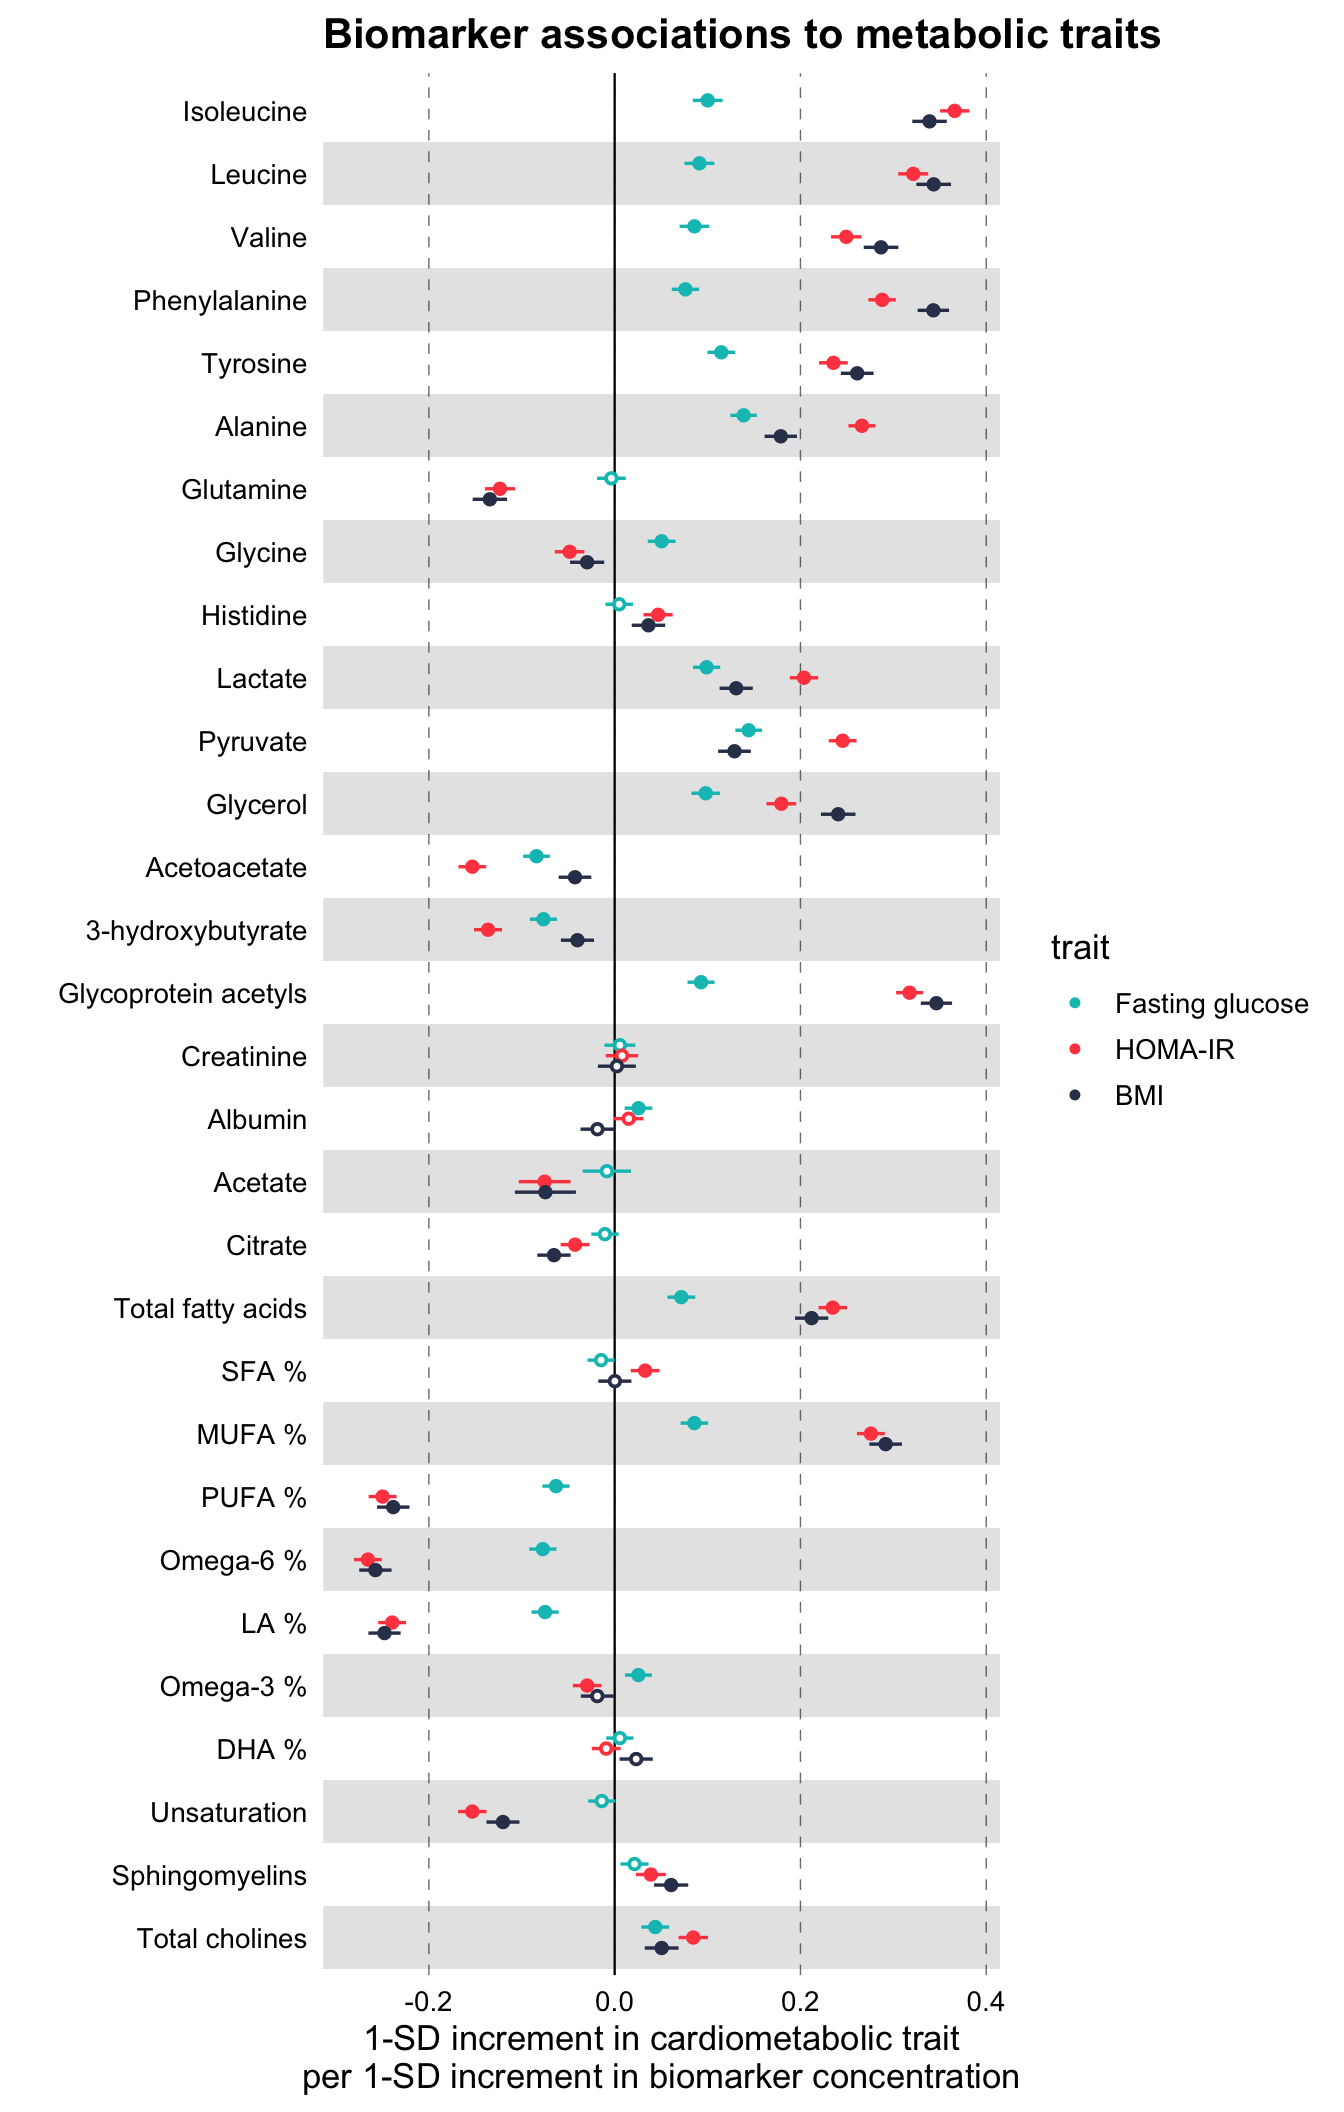 Biomarker associations to metabolic traits
Isoleucine
Leucine
Valine
Phenylalanine
Tyrosine
Alanine
Glutamine
Glycine
Histidine
Lactate
Pyruvate
Glycerol
Acetoacetate
3-hydroxybutyrate
Glycoprotein acetyls
Creatinine
Albumin
Acetate
Citrate
Total fatty acids
SFA %
MUFA %
PUFA %
Omega-6 %
LA %
Omega-3 %
DHA %
Unsaturation
Sphingomyelins
Total cholines
-0.2 0.0 0.2 0.4
1-SD increment in cardiometabolic trait
per 1-SD increment in biomarker concentration
trait
Fasting glucose
HOMA-IR
BMI